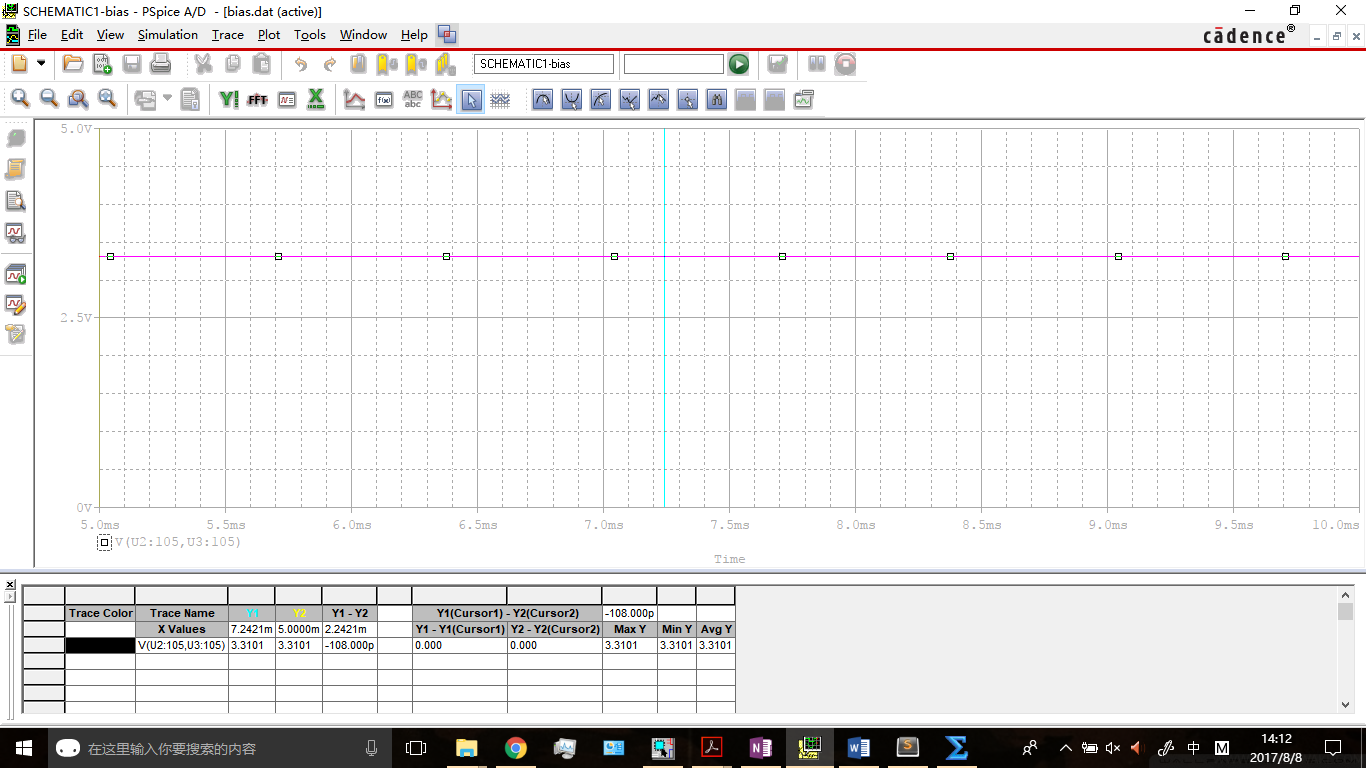 SCHEMATIC1-bias - PSpice A/D - [bias.dat (active)]
File Edit View Simulation Trace Plot Tools Window Help
cādence®
SCHEMATIC1-bias
FFT
ABC
abc
5.0V
2.5V
0V
5.0ms 5.5ms 6.0ms 6.5ms 7.0ms 7.5ms 8.0ms 8.5ms 9.0ms 9.5ms 10.0ms
V(U2:105,U3:105)
Time
Trace Color Trace Name Y1 Y2 Y1 - Y2 Y1(Cursor1) - Y2(Cursor2) -108.000p
X Values 7.2421m 5.0000m 2.2421m Y1 - Y1(Cursor1) Y2 - Y2(Cursor2) Max Y Min Y Avg Y
V(U2:105,U3:105) 3.3101 3.3101 -108.000p 0.000 0.000 3.3101 3.3101 3.3101
在这里输入你要搜索的内容
中 M 14:12
2017/8/8